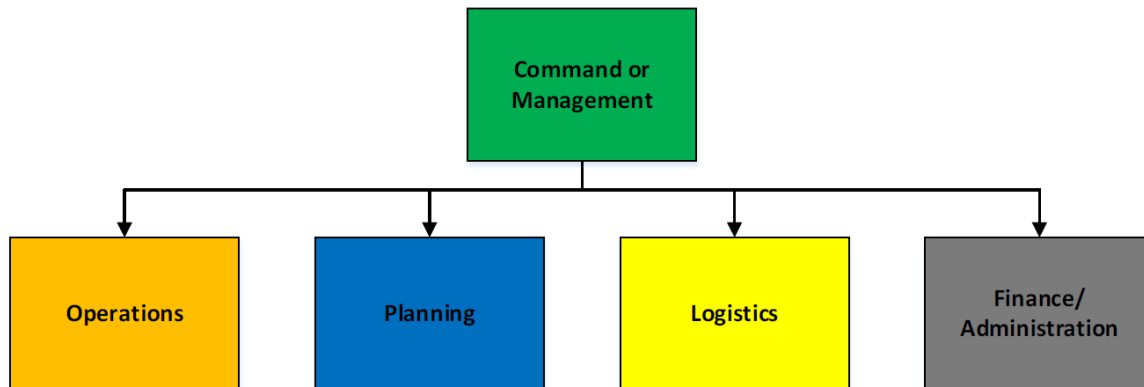 Command or
Management
Operations
Planning
Logistics
Finance/
Administration